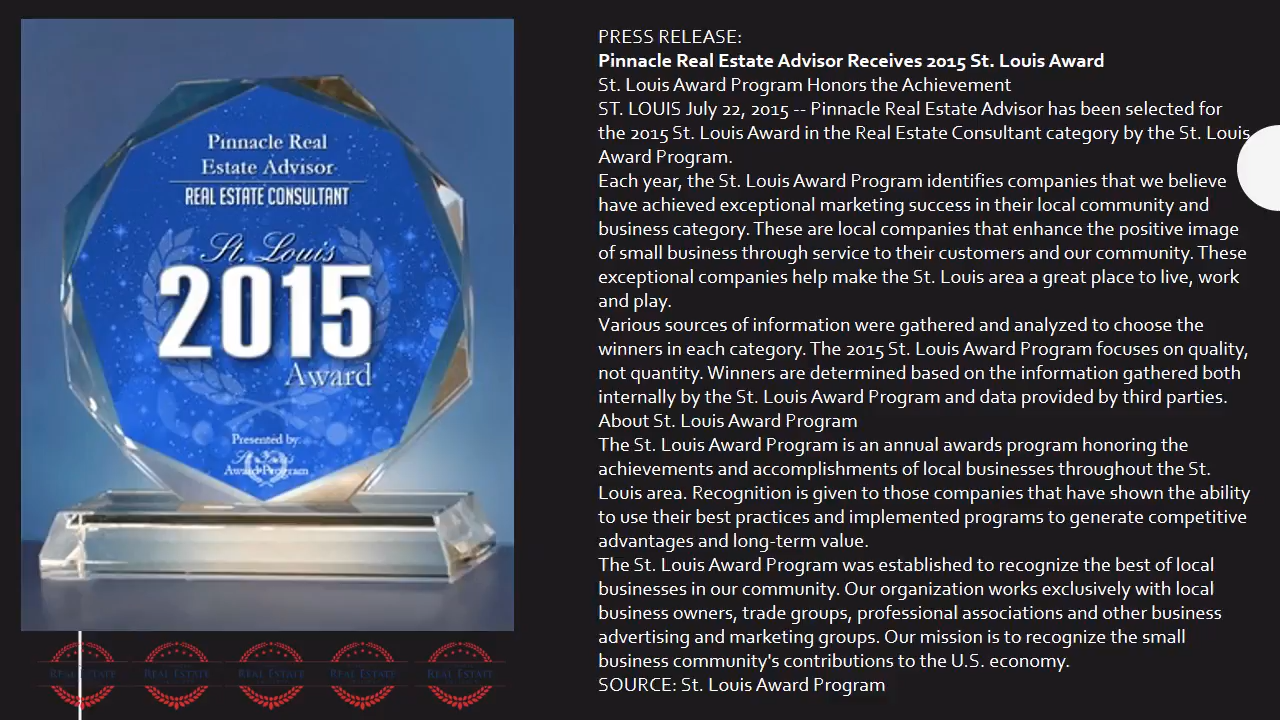 Pinnacle Real
Estate Advisor
REAL ESTATE CONSULTANT
St. Louis
2015
Award
Presented by:
St. Louis
Award Program
REAL ESTATE
REAL ESTATE
REAL ESTATE
REAL ESTATE
REAL ESTATE
PRESS RELEASE:
Pinnacle Real Estate Advisor Receives 2015 St. Louis Award
St. Louis Award Program Honors the Achievement
ST. LOUIS July 22, 2015 -- Pinnacle Real Estate Advisor has been selected for
the 2015 St. Louis Award in the Real Estate Consultant category by the St. Louis
Award Program.
Each year, the St. Louis Award Program identifies companies that we believe
have achieved exceptional marketing success in their local community and
business category. These are local companies that enhance the positive image
of small business through service to their customers and our community. These
exceptional companies help make the St. Louis area a great place to live, work
and play.
Various sources of information were gathered and analyzed to choose the
winners in each category. The 2015 St. Louis Award Program focuses on quality,
not quantity. Winners are determined based on the information gathered both
internally by the St. Louis Award Program and data provided by third parties.
About St. Louis Award Program
The St. Louis Award Program is an annual awards program honoring the
achievements and accomplishments of local businesses throughout the St.
Louis area. Recognition is given to those companies that have shown the ability
to use their best practices and implemented programs to generate competitive
advantages and long-term value.
The St. Louis Award Program was established to recognize the best of local
businesses in our community. Our organization works exclusively with local
business owners, trade groups, professional associations and other business
advertising and marketing groups. Our mission is to recognize the small
business community's contributions to the U.S. economy.
SOURCE: St. Louis Award Program